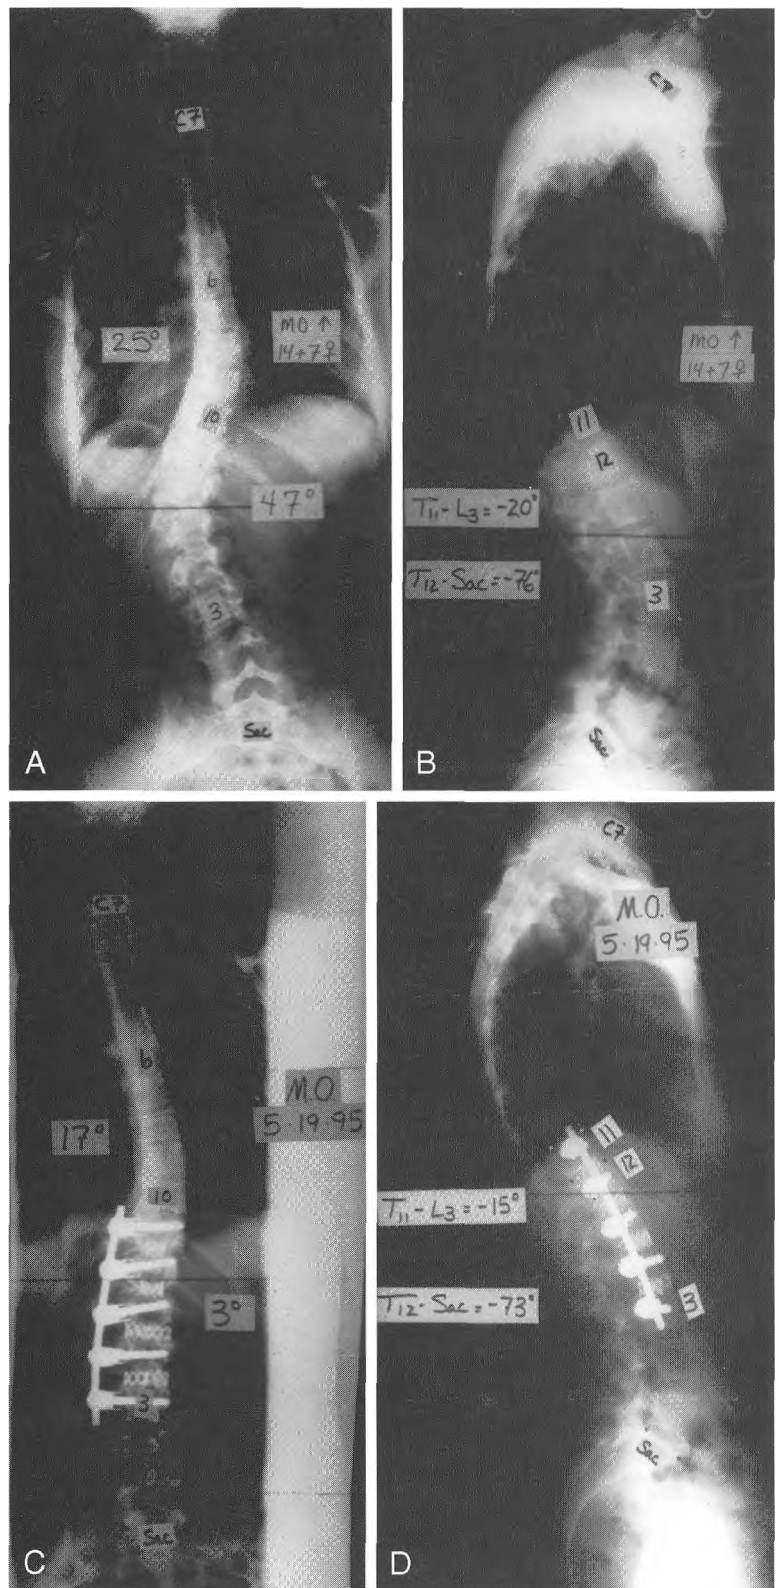 C7
6
25°
MO ↑
14+7♀
10
47°
3
Sac
A
C7
MO ↑
14+7♀
11
12
T11-L3=-20°
T12-Sac=-76°
3
Sac
B
C7
6
M.O.
5·19·95
17°
10
3°
3
Sac
C
C7
M.O.
5·19·95
11
12
T11-L3=-15°
T12-Sac=-73°
3
Sac
D